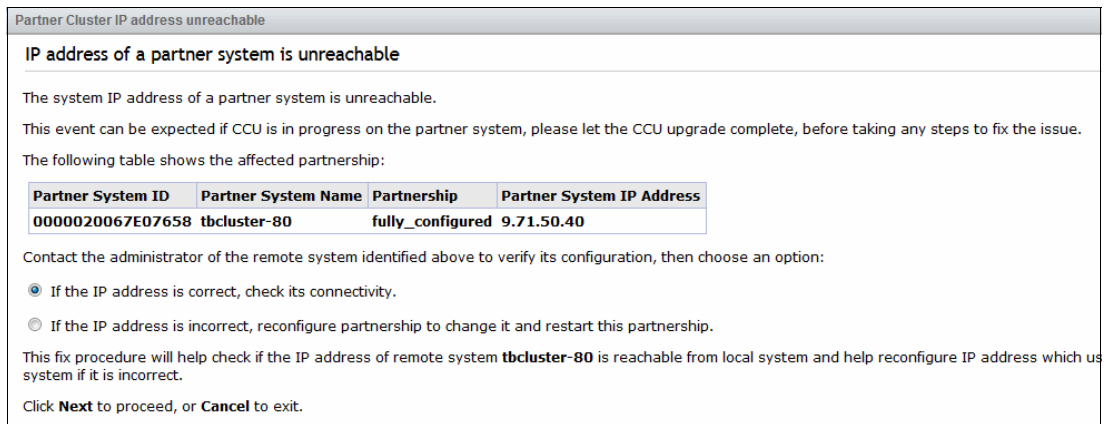 Partner Cluster IP address unreachable
IP address of a partner system is unreachable
The system IP address of a partner system is unreachable.
This event can be expected if CCU is in progress on the partner system, please let the CCU upgrade complete, before taking any steps to fix the issue.
The following table shows the affected partnership:
Partner System ID Partner System Name Partnership Partner System IP Address
0000020067E07658 tbcluster-80 fully_configured 9.71.50.40
Contact the administrator of the remote system identified above to verify its configuration, then choose an option:
If the IP address is correct, check its connectivity.
If the IP address is incorrect, reconfigure partnership to change it and restart this partnership.
This fix procedure will help check if the IP address of remote system tbcluster-80 is reachable from local system and help reconfigure IP address which us
system if it is incorrect.
Click Next to proceed, or Cancel to exit.